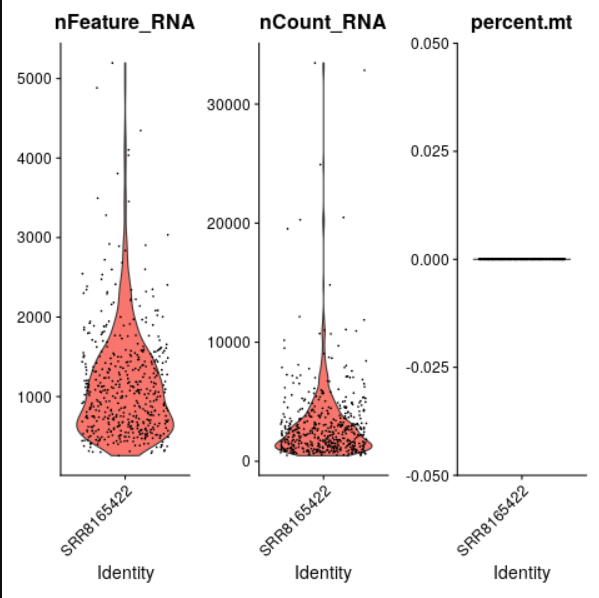 nFeature_RNA
5000
4000
3000
2000
1000
SRR8165422
Identity
nCount_RNA
30000
20000
10000
0
SRR8165422
Identity
percent.mt
0.050
0.025
0.000
-0.025
-0.050
SRR8165422
Identity